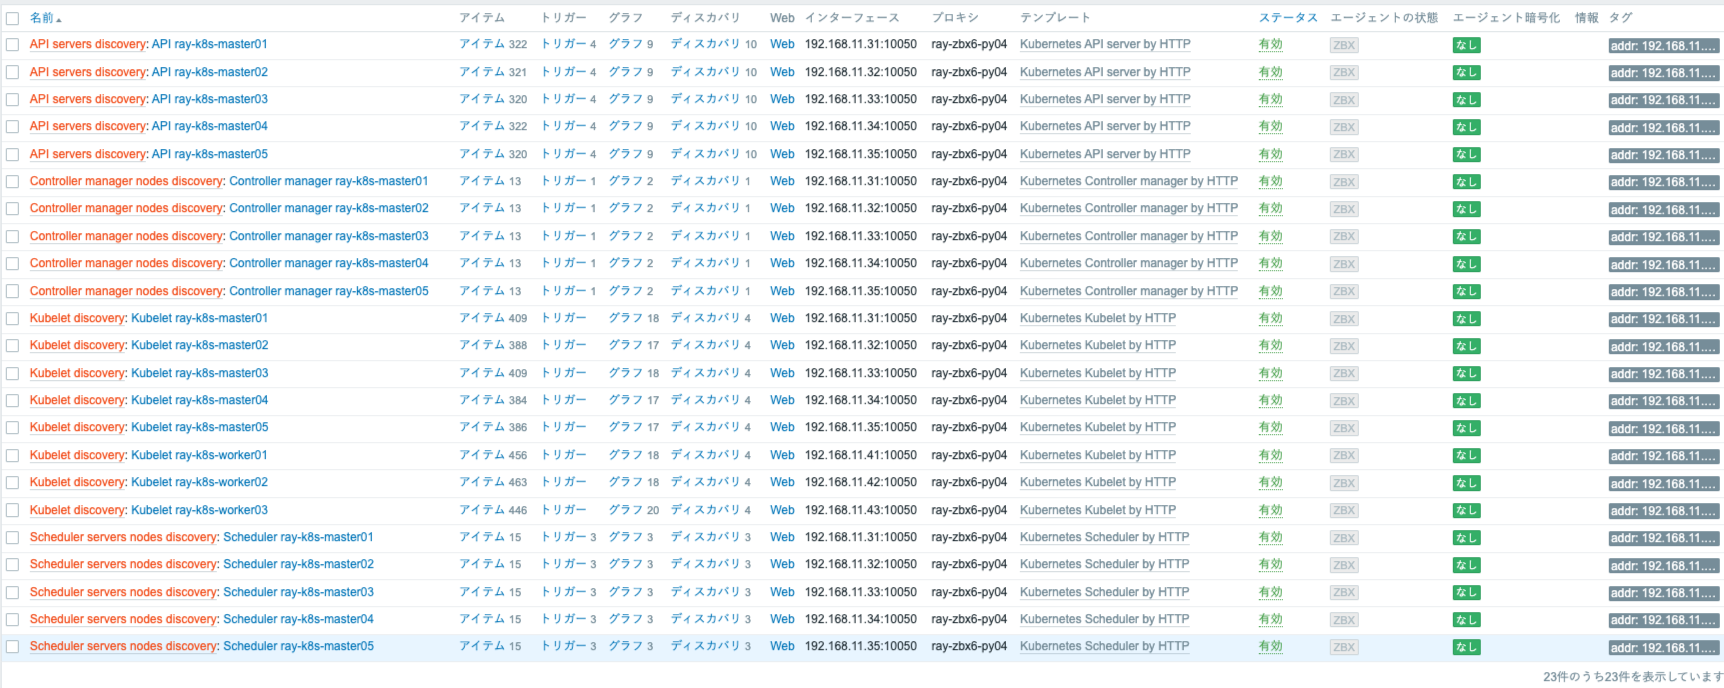 名前▲ アイテム トリガー グラフ ディスカバリ Web インターフェース プロキシ テンプレート ステータス エージェントの状態 エージェント暗号化 情報 タグ
API servers discovery: API ray-k8s-master01 アイテム 322 トリガー 4 グラフ 9 ディスカバリ 10 Web 192.168.11.31:10050 ray-zbx6-py04 Kubernetes API server by HTTP 有効 ZBX なし addr: 192.168.11....
API servers discovery: API ray-k8s-master02 アイテム 321 トリガー 4 グラフ 9 ディスカバリ 10 Web 192.168.11.32:10050 ray-zbx6-py04 Kubernetes API server by HTTP 有効 ZBX なし addr: 192.168.11....
API servers discovery: API ray-k8s-master03 アイテム 320 トリガー 4 グラフ 9 ディスカバリ 10 Web 192.168.11.33:10050 ray-zbx6-py04 Kubernetes API server by HTTP 有効 ZBX なし addr: 192.168.11....
API servers discovery: API ray-k8s-master04 アイテム 322 トリガー 4 グラフ 9 ディスカバリ 10 Web 192.168.11.34:10050 ray-zbx6-py04 Kubernetes API server by HTTP 有効 ZBX なし addr: 192.168.11....
API servers discovery: API ray-k8s-master05 アイテム 320 トリガー 4 グラフ 9 ディスカバリ 10 Web 192.168.11.35:10050 ray-zbx6-py04 Kubernetes API server by HTTP 有効 ZBX なし addr: 192.168.11....
Controller manager nodes discovery: Controller manager ray-k8s-master01 アイテム 13 トリガー 1 グラフ 2 ディスカバリ 1 Web 192.168.11.31:10050 ray-zbx6-py04 Kubernetes Controller manager by HTTP 有効 ZBX なし addr: 192.168.11....
Controller manager nodes discovery: Controller manager ray-k8s-master02 アイテム 13 トリガー 1 グラフ 2 ディスカバリ 1 Web 192.168.11.32:10050 ray-zbx6-py04 Kubernetes Controller manager by HTTP 有効 ZBX なし addr: 192.168.11....
Controller manager nodes discovery: Controller manager ray-k8s-master03 アイテム 13 トリガー 1 グラフ 2 ディスカバリ 1 Web 192.168.11.33:10050 ray-zbx6-py04 Kubernetes Controller manager by HTTP 有効 ZBX なし addr: 192.168.11....
Controller manager nodes discovery: Controller manager ray-k8s-master04 アイテム 13 トリガー 1 グラフ 2 ディスカバリ 1 Web 192.168.11.34:10050 ray-zbx6-py04 Kubernetes Controller manager by HTTP 有効 ZBX なし addr: 192.168.11....
Controller manager nodes discovery: Controller manager ray-k8s-master05 アイテム 13 トリガー 1 グラフ 2 ディスカバリ 1 Web 192.168.11.35:10050 ray-zbx6-py04 Kubernetes Controller manager by HTTP 有効 ZBX なし addr: 192.168.11....
Kubelet discovery: Kubelet ray-k8s-master01 アイテム 409 トリガー グラフ 18 ディスカバリ 4 Web 192.168.11.31:10050 ray-zbx6-py04 Kubernetes Kubelet by HTTP 有効 ZBX なし addr: 192.168.11....
Kubelet discovery: Kubelet ray-k8s-master02 アイテム 388 トリガー グラフ 17 ディスカバリ 4 Web 192.168.11.32:10050 ray-zbx6-py04 Kubernetes Kubelet by HTTP 有効 ZBX なし addr: 192.168.11....
Kubelet discovery: Kubelet ray-k8s-master03 アイテム 409 トリガー グラフ 18 ディスカバリ 4 Web 192.168.11.33:10050 ray-zbx6-py04 Kubernetes Kubelet by HTTP 有効 ZBX なし addr: 192.168.11....
Kubelet discovery: Kubelet ray-k8s-master04 アイテム 384 トリガー グラフ 17 ディスカバリ 4 Web 192.168.11.34:10050 ray-zbx6-py04 Kubernetes Kubelet by HTTP 有効 ZBX なし addr: 192.168.11....
Kubelet discovery: Kubelet ray-k8s-master05 アイテム 386 トリガー グラフ 17 ディスカバリ 4 Web 192.168.11.35:10050 ray-zbx6-py04 Kubernetes Kubelet by HTTP 有効 ZBX なし addr: 192.168.11....
Kubelet discovery: Kubelet ray-k8s-worker01 アイテム 456 トリガー グラフ 18 ディスカバリ 4 Web 192.168.11.41:10050 ray-zbx6-py04 Kubernetes Kubelet by HTTP 有効 ZBX なし addr: 192.168.11....
Kubelet discovery: Kubelet ray-k8s-worker02 アイテム 463 トリガー グラフ 18 ディスカバリ 4 Web 192.168.11.42:10050 ray-zbx6-py04 Kubernetes Kubelet by HTTP 有効 ZBX なし addr: 192.168.11....
Kubelet discovery: Kubelet ray-k8s-worker03 アイテム 446 トリガー グラフ 20 ディスカバリ 4 Web 192.168.11.43:10050 ray-zbx6-py04 Kubernetes Kubelet by HTTP 有効 ZBX なし addr: 192.168.11....
Scheduler servers nodes discovery: Scheduler ray-k8s-master01 アイテム 15 トリガー 3 グラフ 3 ディスカバリ 3 Web 192.168.11.31:10050 ray-zbx6-py04 Kubernetes Scheduler by HTTP 有効 ZBX なし addr: 192.168.11....
Scheduler servers nodes discovery: Scheduler ray-k8s-master02 アイテム 15 トリガー 3 グラフ 3 ディスカバリ 3 Web 192.168.11.32:10050 ray-zbx6-py04 Kubernetes Scheduler by HTTP 有効 ZBX なし addr: 192.168.11....
Scheduler servers nodes discovery: Scheduler ray-k8s-master03 アイテム 15 トリガー 3 グラフ 3 ディスカバリ 3 Web 192.168.11.33:10050 ray-zbx6-py04 Kubernetes Scheduler by HTTP 有効 ZBX なし addr: 192.168.11....
Scheduler servers nodes discovery: Scheduler ray-k8s-master04 アイテム 15 トリガー 3 グラフ 3 ディスカバリ 3 Web 192.168.11.34:10050 ray-zbx6-py04 Kubernetes Scheduler by HTTP 有効 ZBX なし addr: 192.168.11....
Scheduler servers nodes discovery: Scheduler ray-k8s-master05 アイテム 15 トリガー 3 グラフ 3 ディスカバリ 3 Web 192.168.11.35:10050 ray-zbx6-py04 Kubernetes Scheduler by HTTP 有効 ZBX なし addr: 192.168.11....
23件のうち23件を表示しています